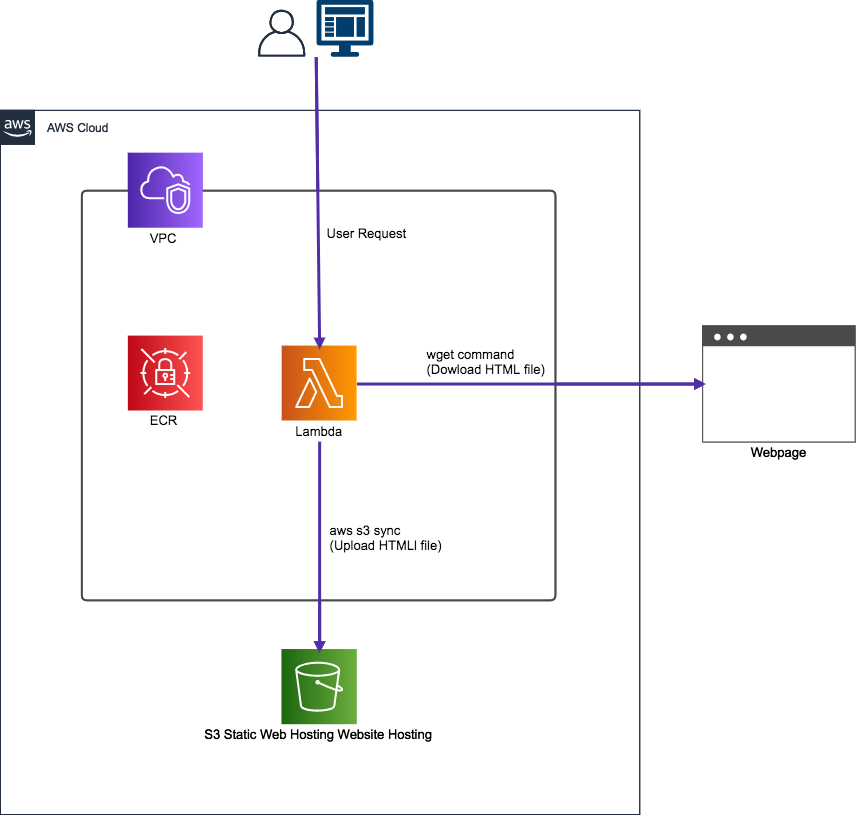 aws
AWS Cloud
VPC
User Request
ECR
Lambda
wget command
(Dowload HTML file)
Webpage
aws s3 sync
(Upload HTMl file)
S3 Static Web Hosting Website Hosting